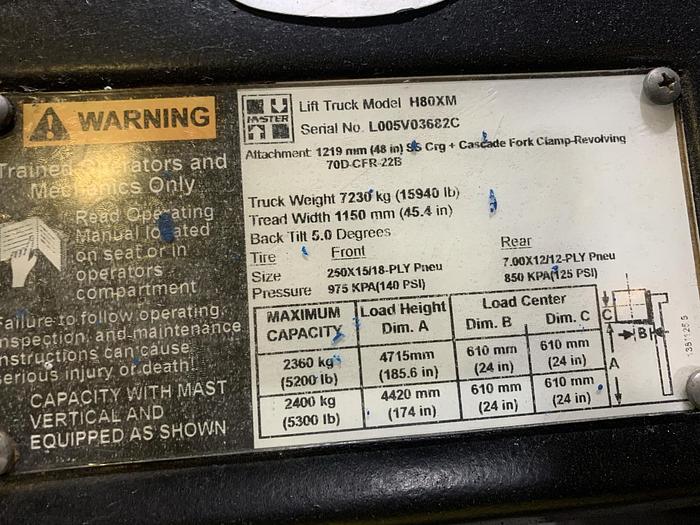 WARNING
Trained Operators and
Mechanics Only
Read Operating
Manual located
on seat or in
operators
compartment
Failure to follow operating,
inspection, and maintenance
instructions can cause
serious injury or death!
CAPACITY WITH MAST
VERTICAL AND
EQUIPPED AS SHOWN
HYSTER
Lift Truck Model H80XM
Serial No. L005V03682C
Attachment 1219 mm (48 in) SS Crg + Cascade Fork Clamp-Revolving
70D-CFR-22B
Truck Weight 7230 kg (15940 lb)
Tread Width 1150 mm (45.4 in)
Back Tilt 5.0 Degrees
Tire Front Rear
Size 250X15/18-PLY Pneu 7.00X12/12-PLY Pneu
Pressure 975 KPA(140 PSI) 850 KPA(125 PSI)
MAXIMUM CAPACITY Load Height Dim. A Load Center Dim. B Dim. C
2360 kg 4715mm 610 mm 610 mm
(5200 lb) (185.6 in) (24 in) (24 in)
2400 kg 4420 mm 610 mm 610 mm
(5300 lb) (174 in) (24 in) (24 in)
C
B
A